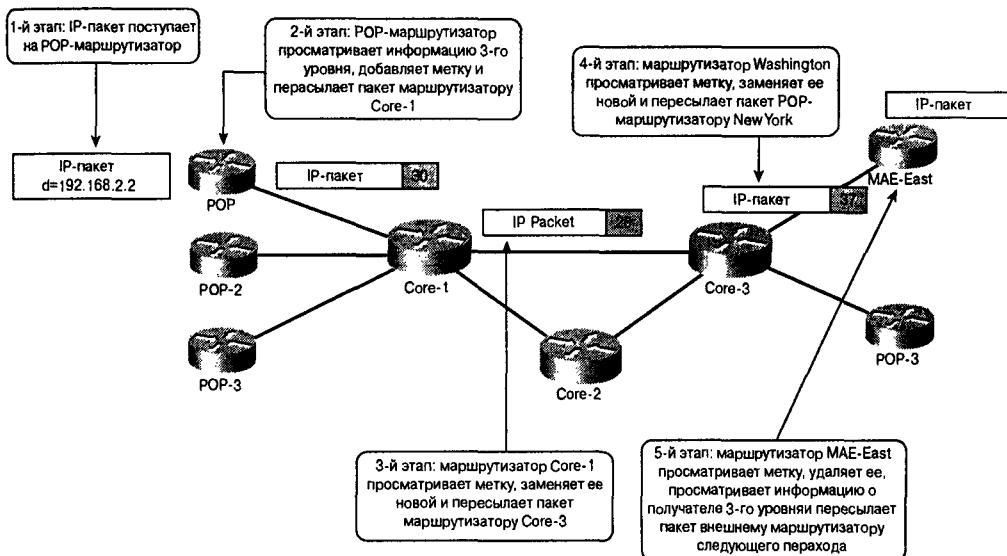 1-й этап: IP-пакет поступает
на POP-маршрутизатор
2-й этап: POP-маршрутизатор
просматривает информацию 3-го
уровня, добавляет метку и
перасылает пакет маршрутизатору
Core-1
4-й этап: маршрутизатор Washington
просматривает метку, заменяет ее
новой и пересылает пакет POP-
маршрутизатору New York
IP-пакет
MAE-East
IP-пакет
d=192.168.2.2
POP
IP-пакет
30
IP Packet
28
IP-пакет
37
POP-2
Core-1
Core-3
POP-3
Core-2
POP-3
3-й этап: маршрутизатор Core-1
просматривает метку, заменяет ее
новой и пересылает пакет
маршрутизатору Core-3
5-й этап: маршрутизатор MAE-East
просматривает метку, удаляет ее,
просматривает информацию о
получателе 3-го уровняи пересылает
пакет внешнему маршрутизатору
следующего перахода